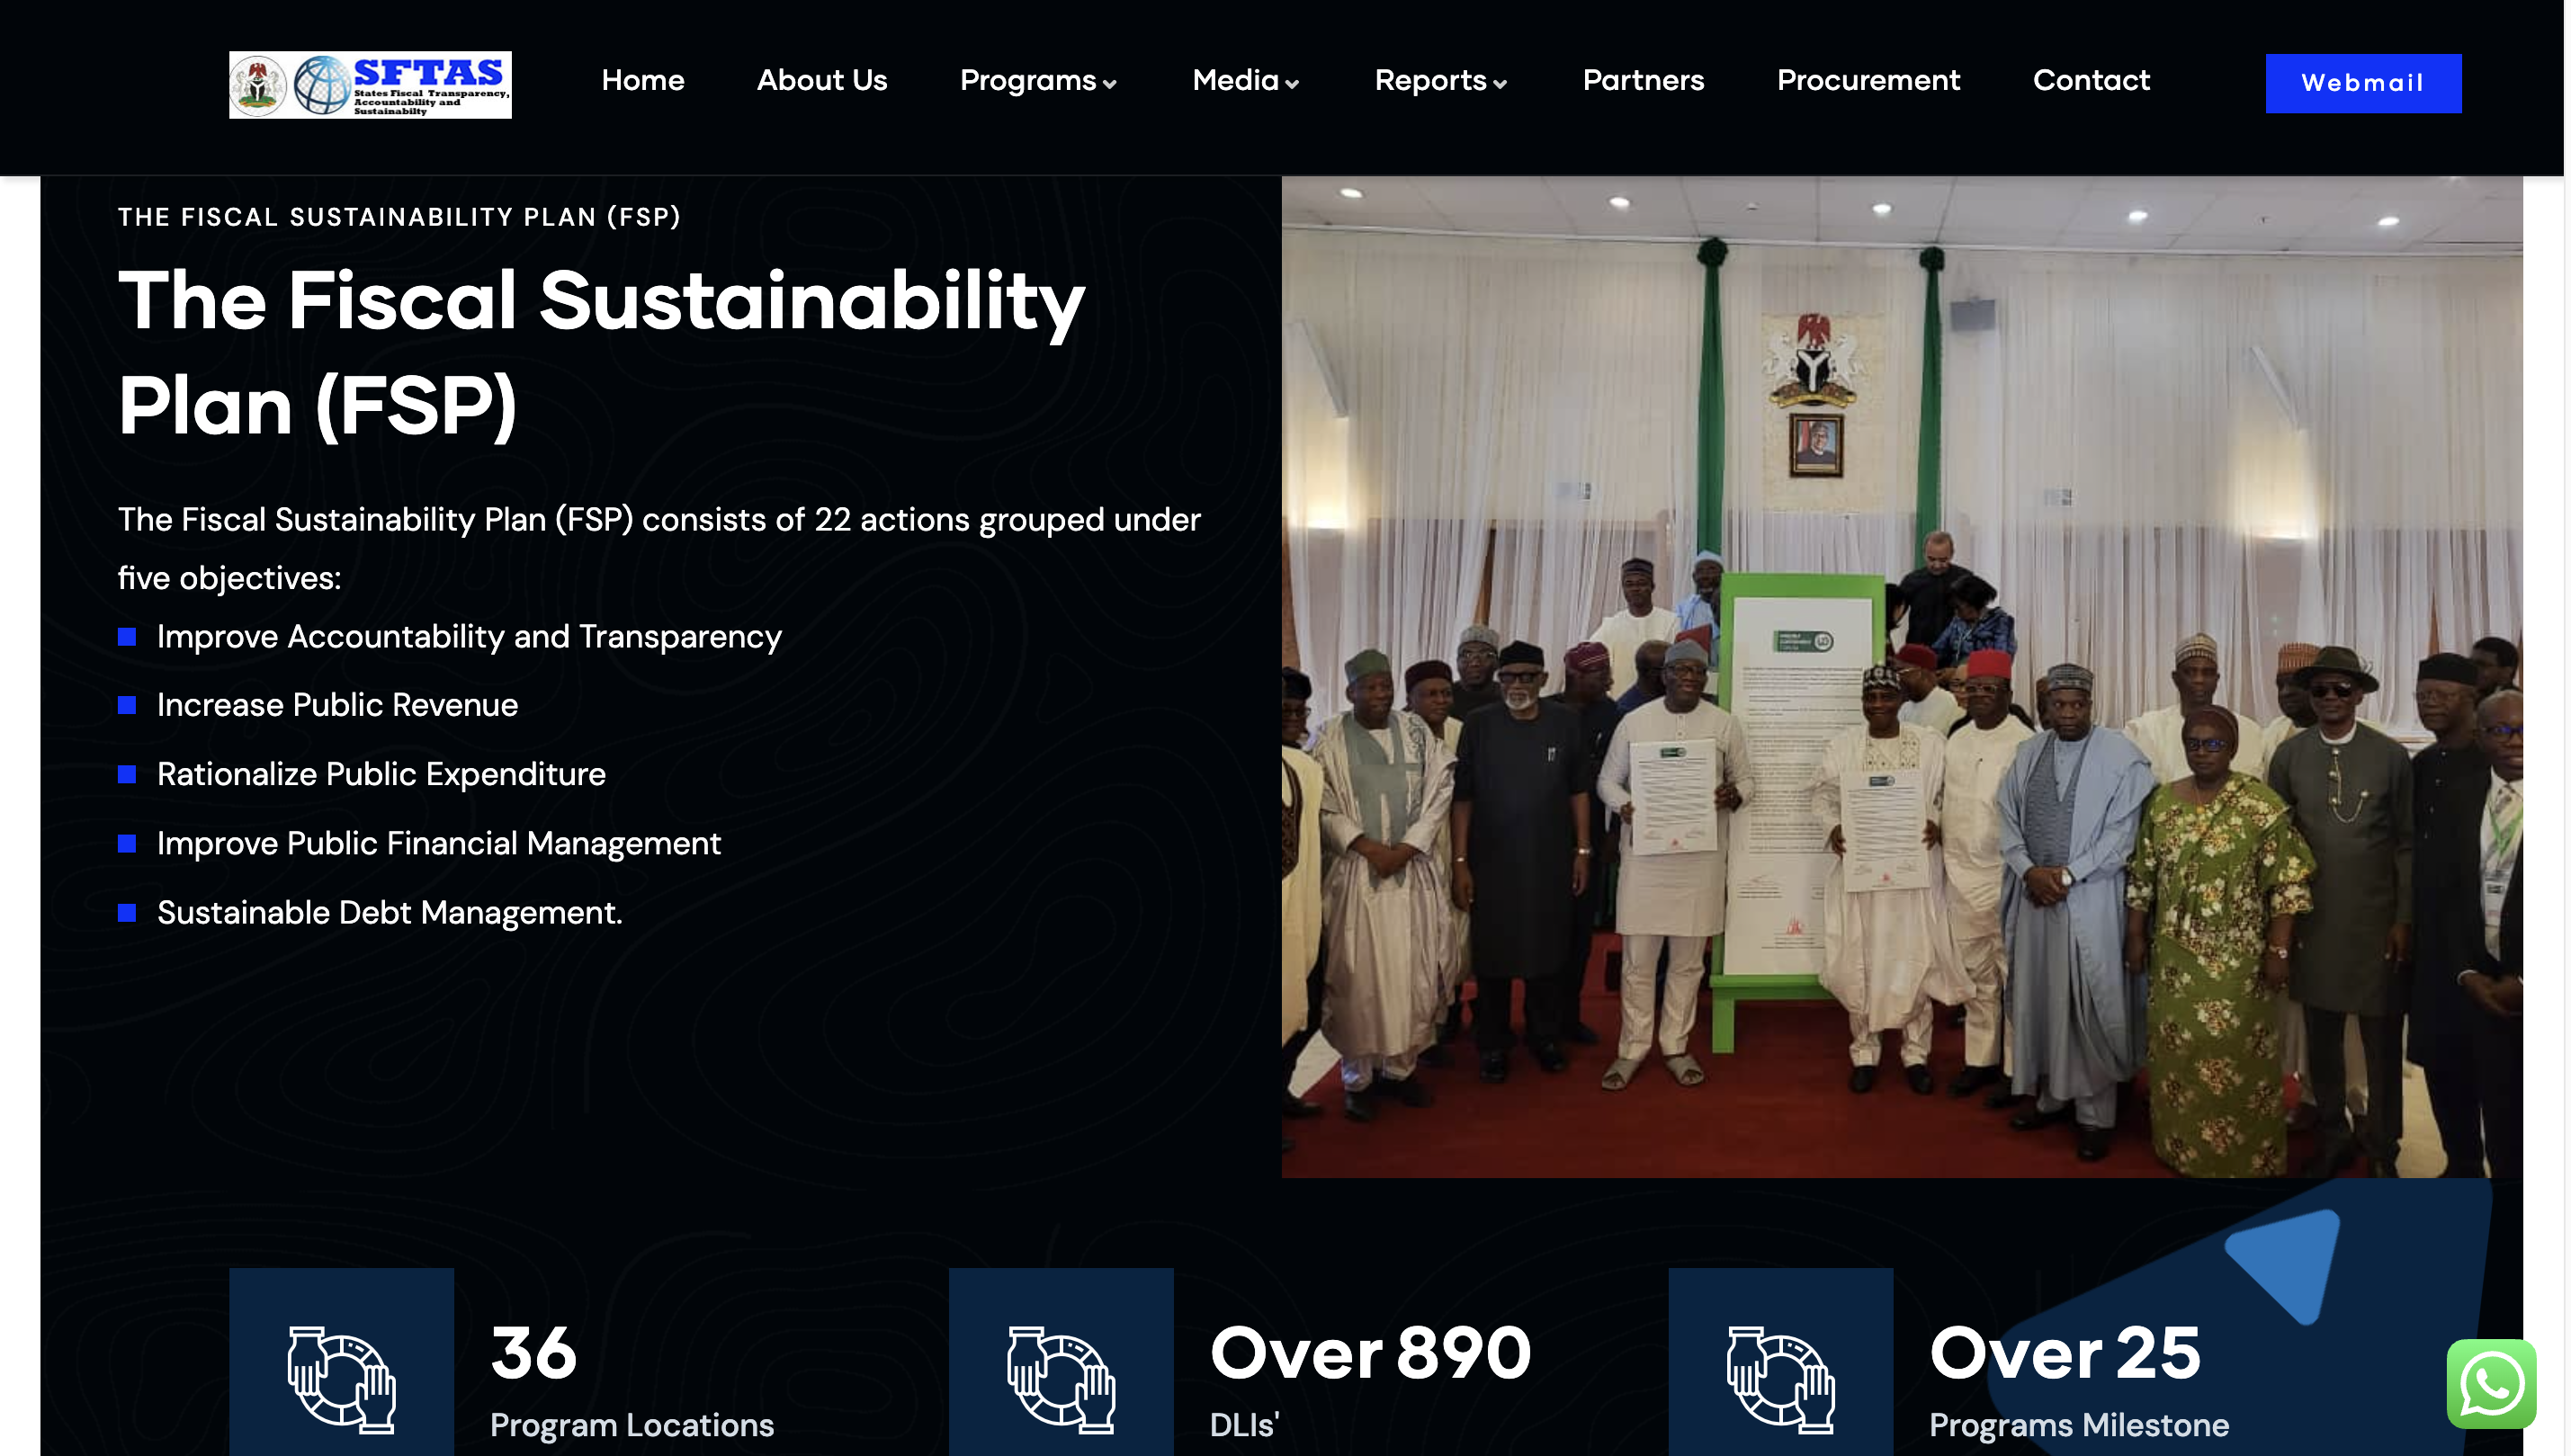 SFTAS
States Fiscal Transparency,
Accountability and
Sustainabilty
Home
About Us
Programs
Media
Reports
Partners
Procurement
Contact
Webmail
THE FISCAL SUSTAINABILITY PLAN (FSP)
The Fiscal Sustainability
Plan (FSP)
The Fiscal Sustainability Plan (FSP) consists of 22 actions grouped under
five objectives:
Improve Accountability and Transparency
Increase Public Revenue
Rationalize Public Expenditure
Improve Public Financial Management
Sustainable Debt Management.
36
Program Locations
Over 890
DLIs'
Over 25
Programs Milestone